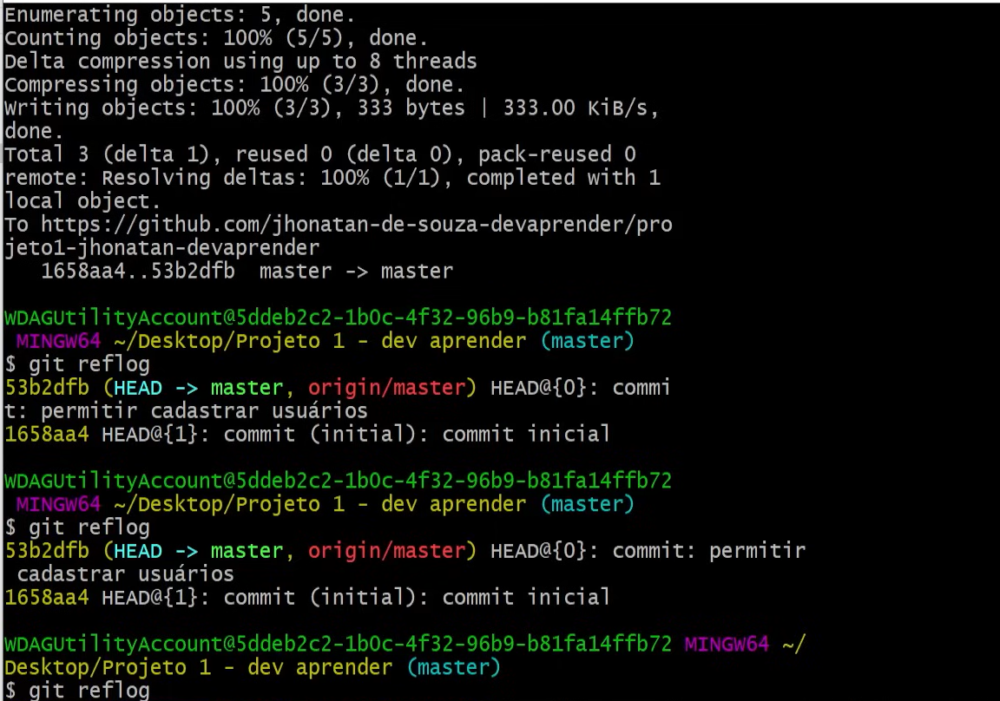 Enumerating objects: 5, done.
Counting objects: 100% (5/5), done.
Delta compression using up to 8 threads
Compressing objects: 100% (3/3), done.
Writing objects: 100% (3/3), 333 bytes | 333.00 KiB/s,
done.
Total 3 (delta 1), reused 0 (delta 0), pack-reused 0
remote: Resolving deltas: 100% (1/1), completed with 1
local object.
To https://github.com/jhonatan-de-souza-devaprender/pro
jeto1-jhonatan-devaprender
   1658aa4..53b2dfb  master -> master

WDAGUtilityAccount@5ddeb2c2-1b0c-4f32-96b9-b81fa14ffb72
 MINGW64 ~/Desktop/Projeto 1 - dev aprender (master)
$ git reflog
53b2dfb (HEAD -> master, origin/master) HEAD@{0}: commi
t: permitir cadastrar usuários
1658aa4 HEAD@{1}: commit (initial): commit inicial

WDAGUtilityAccount@5ddeb2c2-1b0c-4f32-96b9-b81fa14ffb72
 MINGW64 ~/Desktop/Projeto 1 - dev aprender (master)
$ git reflog
53b2dfb (HEAD -> master, origin/master) HEAD@{0}: commit: permitir
 cadastrar usuários
1658aa4 HEAD@{1}: commit (initial): commit inicial

WDAGUtilityAccount@5ddeb2c2-1b0c-4f32-96b9-b81fa14ffb72 MINGW64 ~/
Desktop/Projeto 1 - dev aprender (master)
$ git reflog